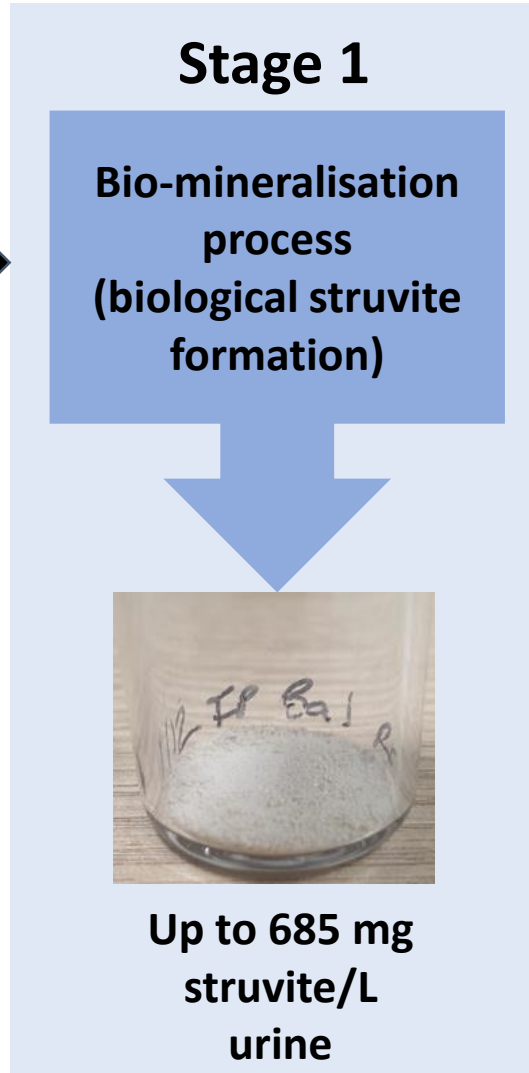 Stage 1
Bio-mineralisation
process
(biological struvite
formation)
Up to 685 mg
struvite/L
urine